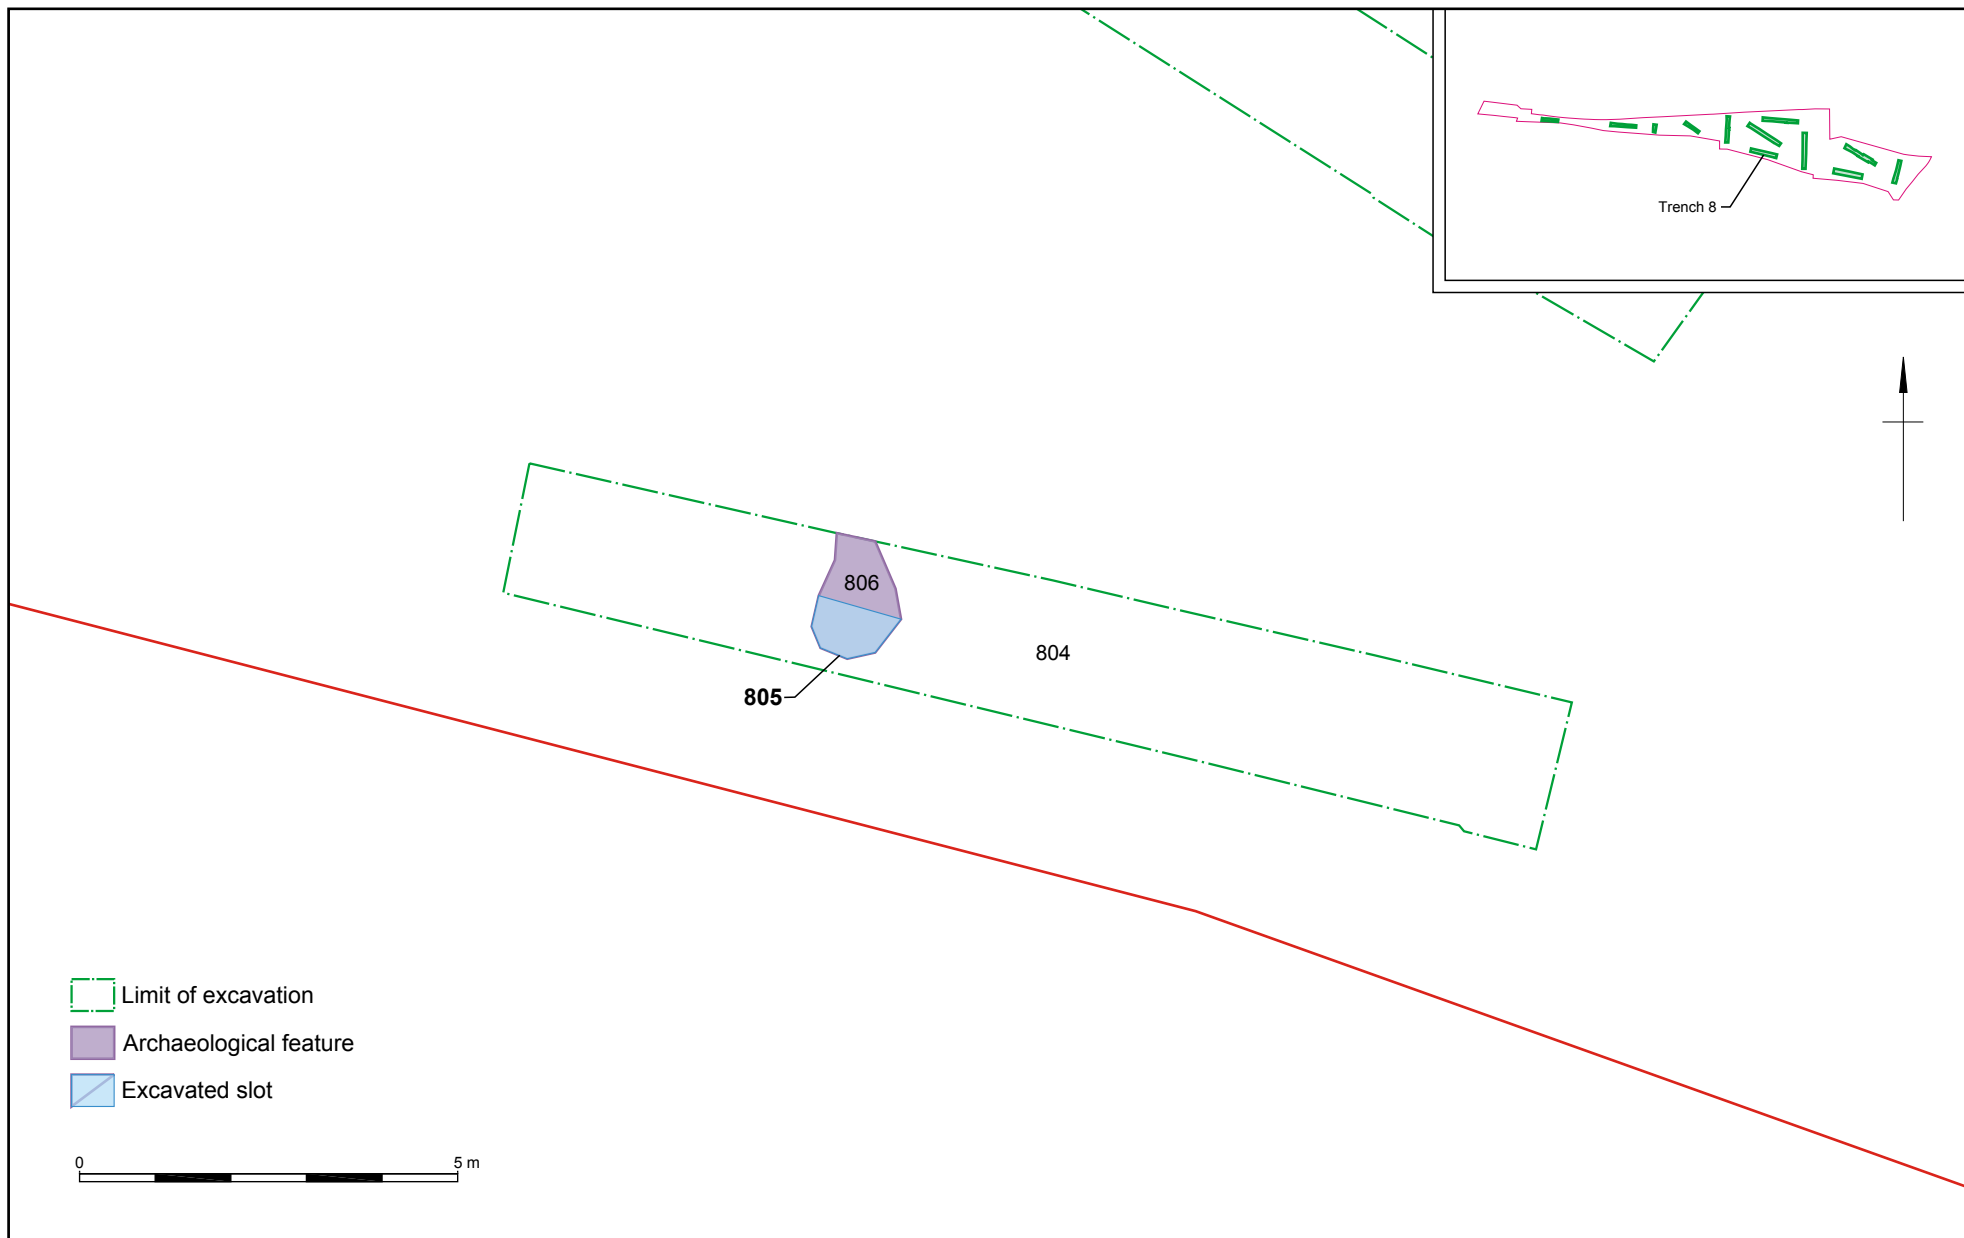 Trench 8
806
804
805
Limit of excavation
Archaeological feature
Excavated slot
0 5 m